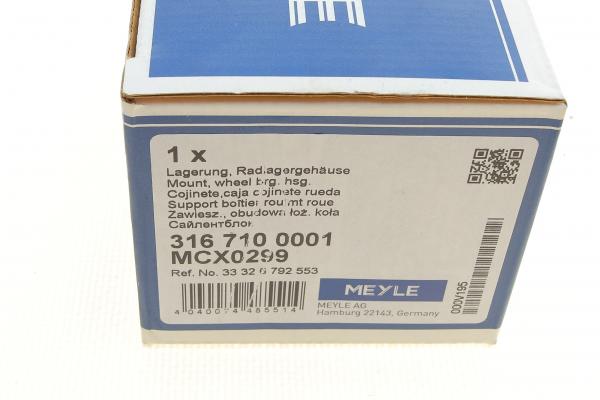 1 x
Lagerung, Radlagergehäuse
Mount, wheel brg. hsg.
Cojinete,caja cojinete rueda
Support boîtier roulmt roue
Zawiesz., obudowa łoż. koła
Сайлентблок
316 710 0001
MCX0299
Ref. No. 33 32 6 792 553
4 040074 485514
MEYLE
MEYLE AG
Hamburg 22143, Germany
000V195